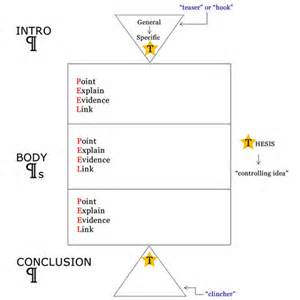 "teaser" or "hook"
INTRO
¶
General
Specific
T
Point
Explain
Evidence
Link
BODY
¶s
Point
Explain
Evidence
Link
T HESIS
"controlling idea"
Point
Explain
Evidence
Link
CONCLUSION
¶
T
"clincher"